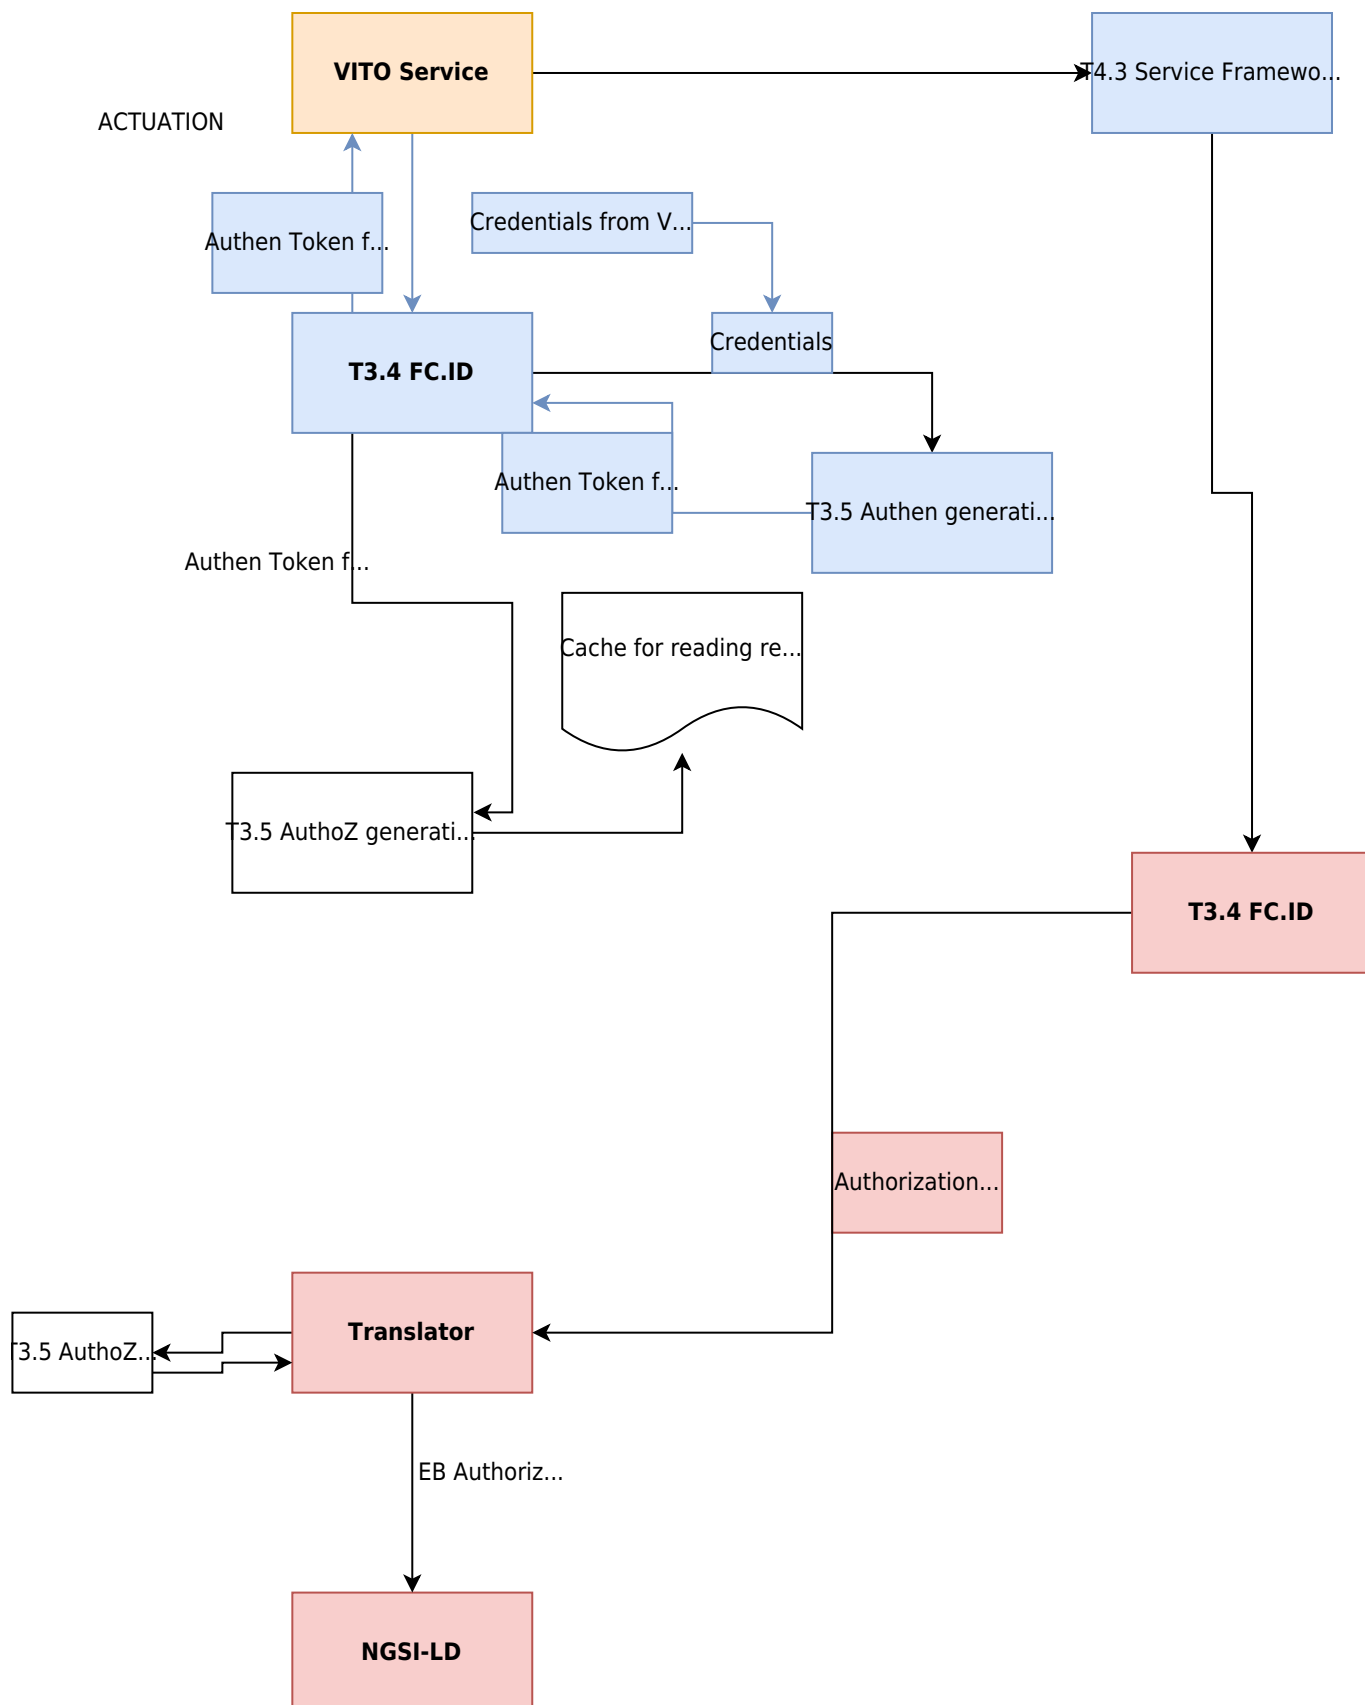 VITO Service
T4.3 Service Framewo...
ACTUATION
Authen Token f...
Credentials from V...
Credentials
T3.4 FC.ID
Authen Token f...
T3.5 Authen generati...
Authen Token f...
Cache for reading re...
T3.5 AuthoZ generati...
T3.4 FC.ID
Authorization...
Translator
T3.5 AuthoZ...
EB Authoriz...
NGSI-LD